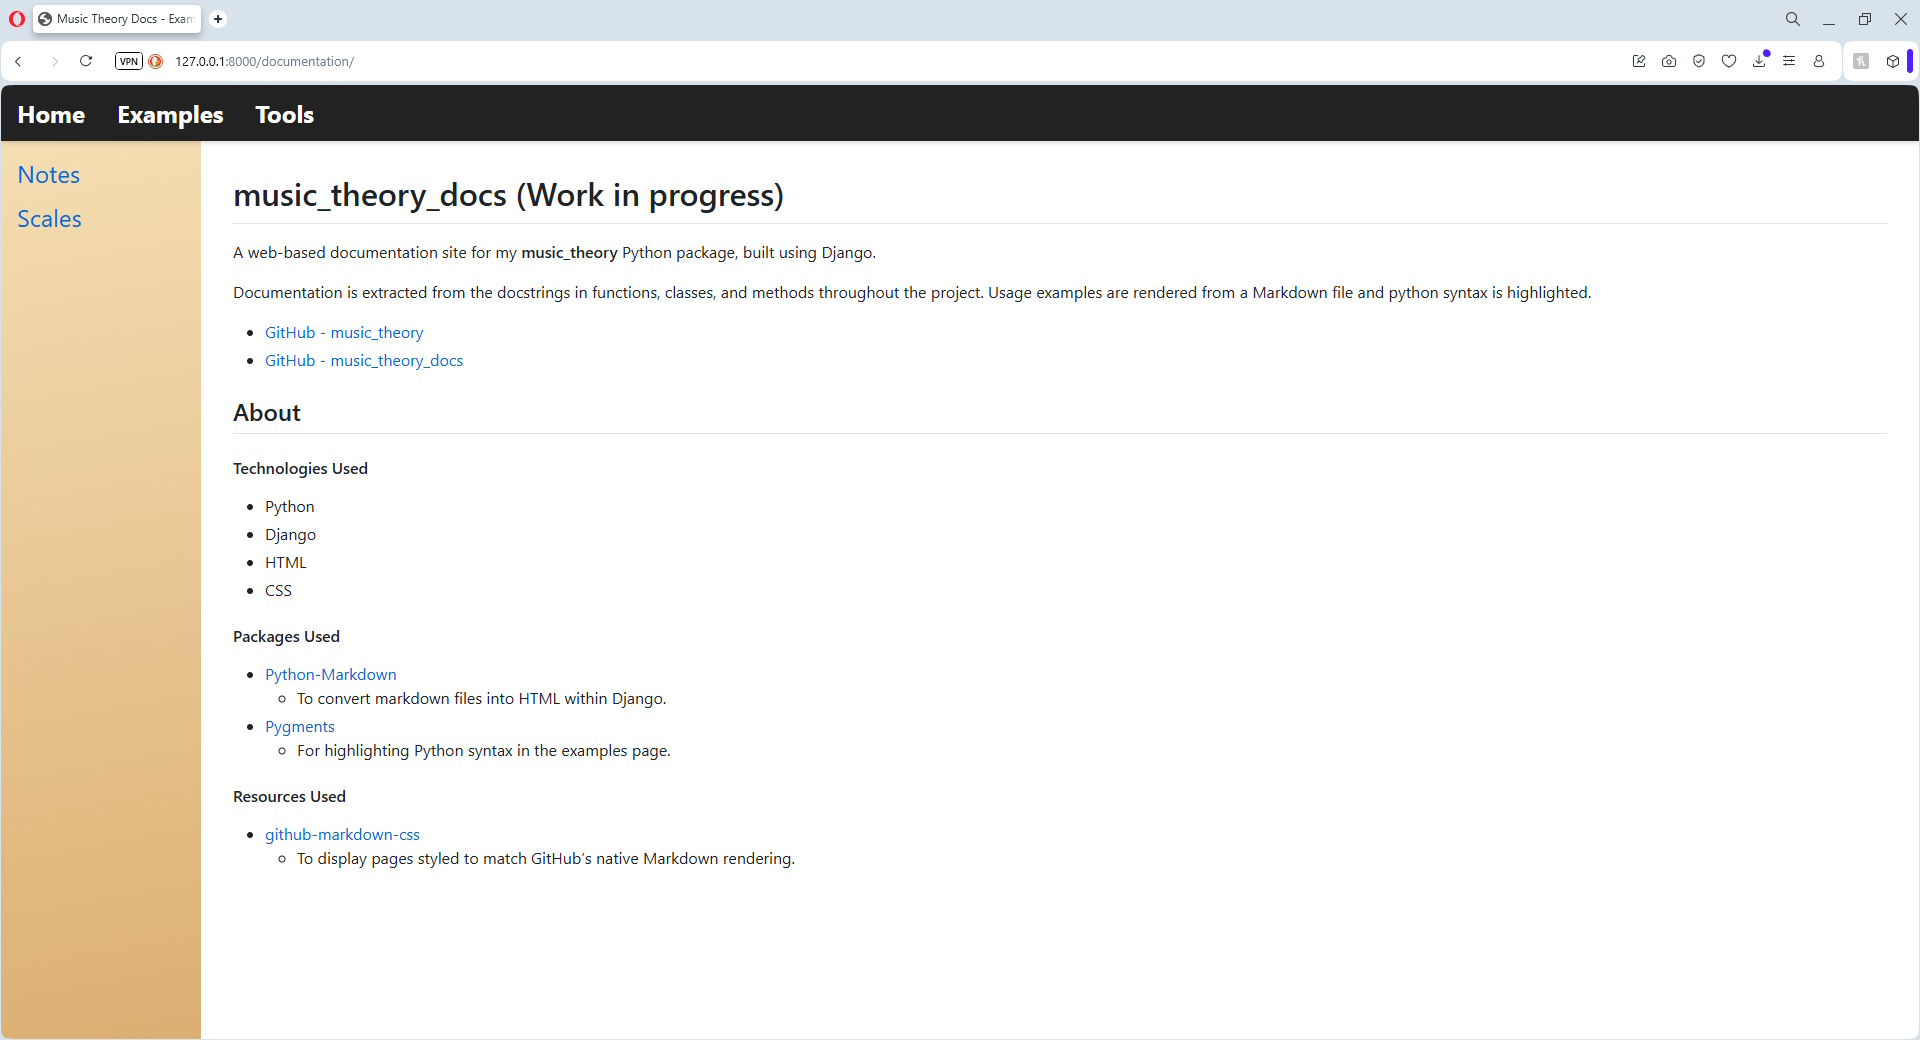 Music Theory Docs - Exam
VPN 127.0.0.1:8000/documentation/
Home Examples Tools
Notes
Scales
music_theory_docs (Work in progress)
A web-based documentation site for my music_theory Python package, built using Django.
Documentation is extracted from the docstrings in functions, classes, and methods throughout the project. Usage examples are rendered from a Markdown file and python syntax is highlighted.
GitHub - music_theory
GitHub - music_theory_docs
About
Technologies Used
Python
Django
HTML
CSS
Packages Used
Python-Markdown
To convert markdown files into HTML within Django.
Pygments
For highlighting Python syntax in the examples page.
Resources Used
github-markdown-css
To display pages styled to match GitHub's native Markdown rendering.